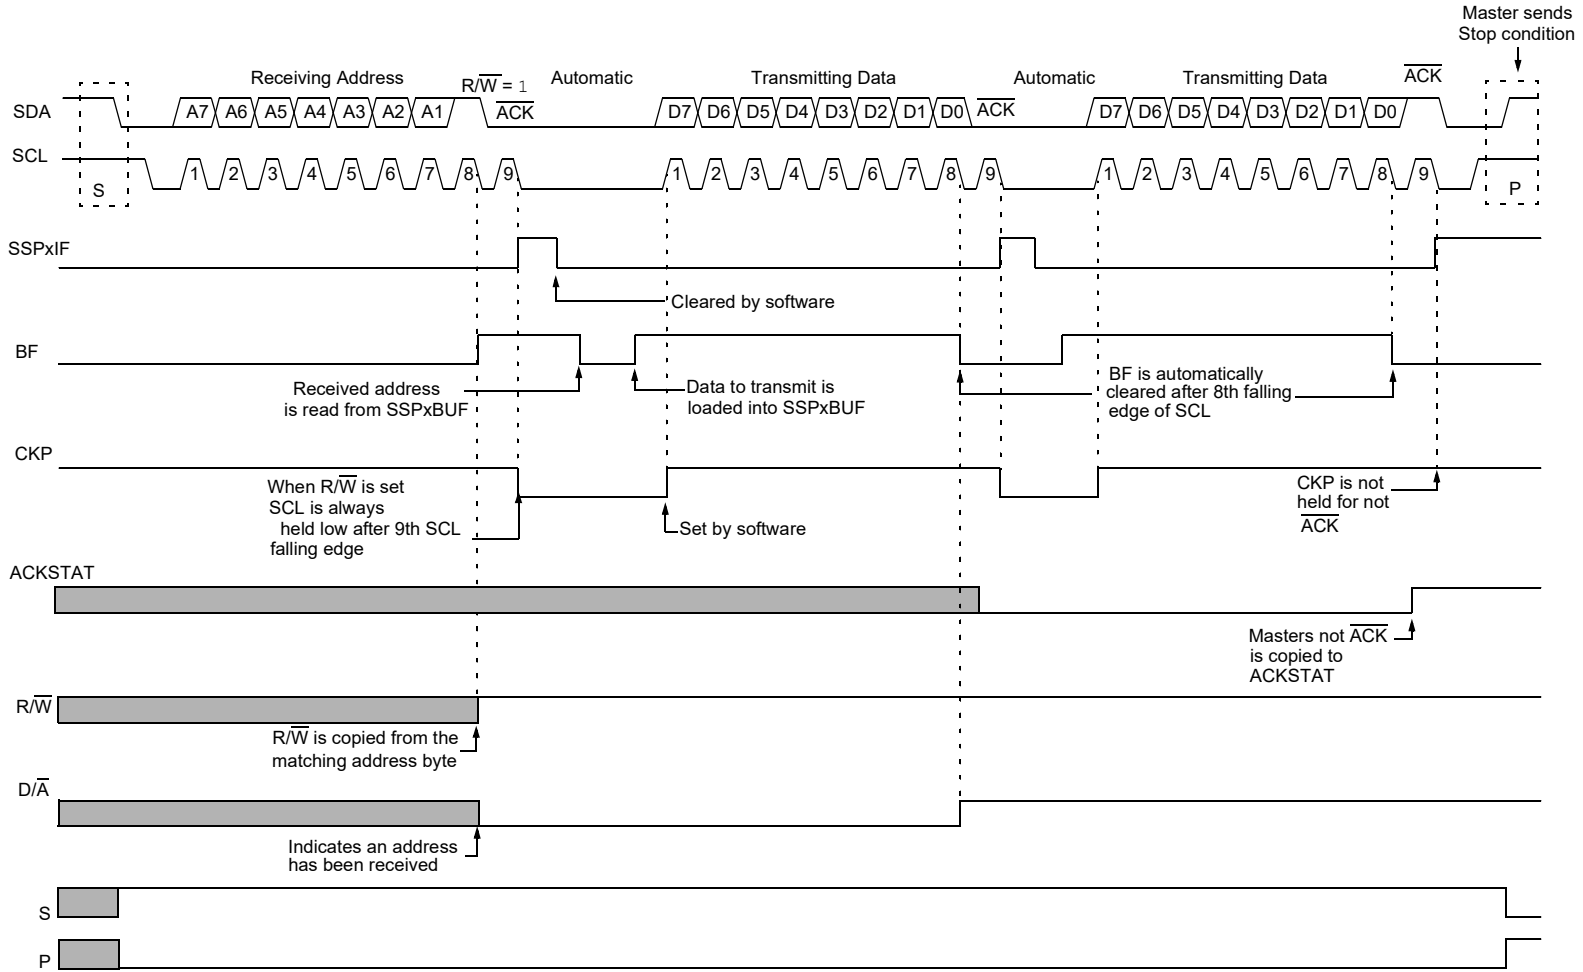 Master sends
Stop condition
Receiving Address
R/W̅ = 1
Automatic
Transmitting Data
Automatic
Transmitting Data
A̅C̅K̅
SDA
A7 A6 A5 A4 A3 A2 A1
A̅C̅K̅
D7 D6 D5 D4 D3 D2 D1 D0
A̅C̅K̅
D7 D6 D5 D4 D3 D2 D1 D0
SCL
S
1 2 3 4 5 6 7 8 9
1 2 3 4 5 6 7 8 9
1 2 3 4 5 6 7 8 9
P
SSPxIF
Cleared by software
BF
Received address
is read from SSPxBUF
Data to transmit is
loaded into SSPxBUF
BF is automatically
cleared after 8th falling
edge of SCL
CKP
When R/W̅ is set
SCL is always
held low after 9th SCL
falling edge
Set by software
CKP is not
held for not
A̅C̅K̅
ACKSTAT
Masters not A̅C̅K̅
is copied to
ACKSTAT
R/W̅
R/W̅ is copied from the
matching address byte
D/A̅
Indicates an address
has been received
S
P